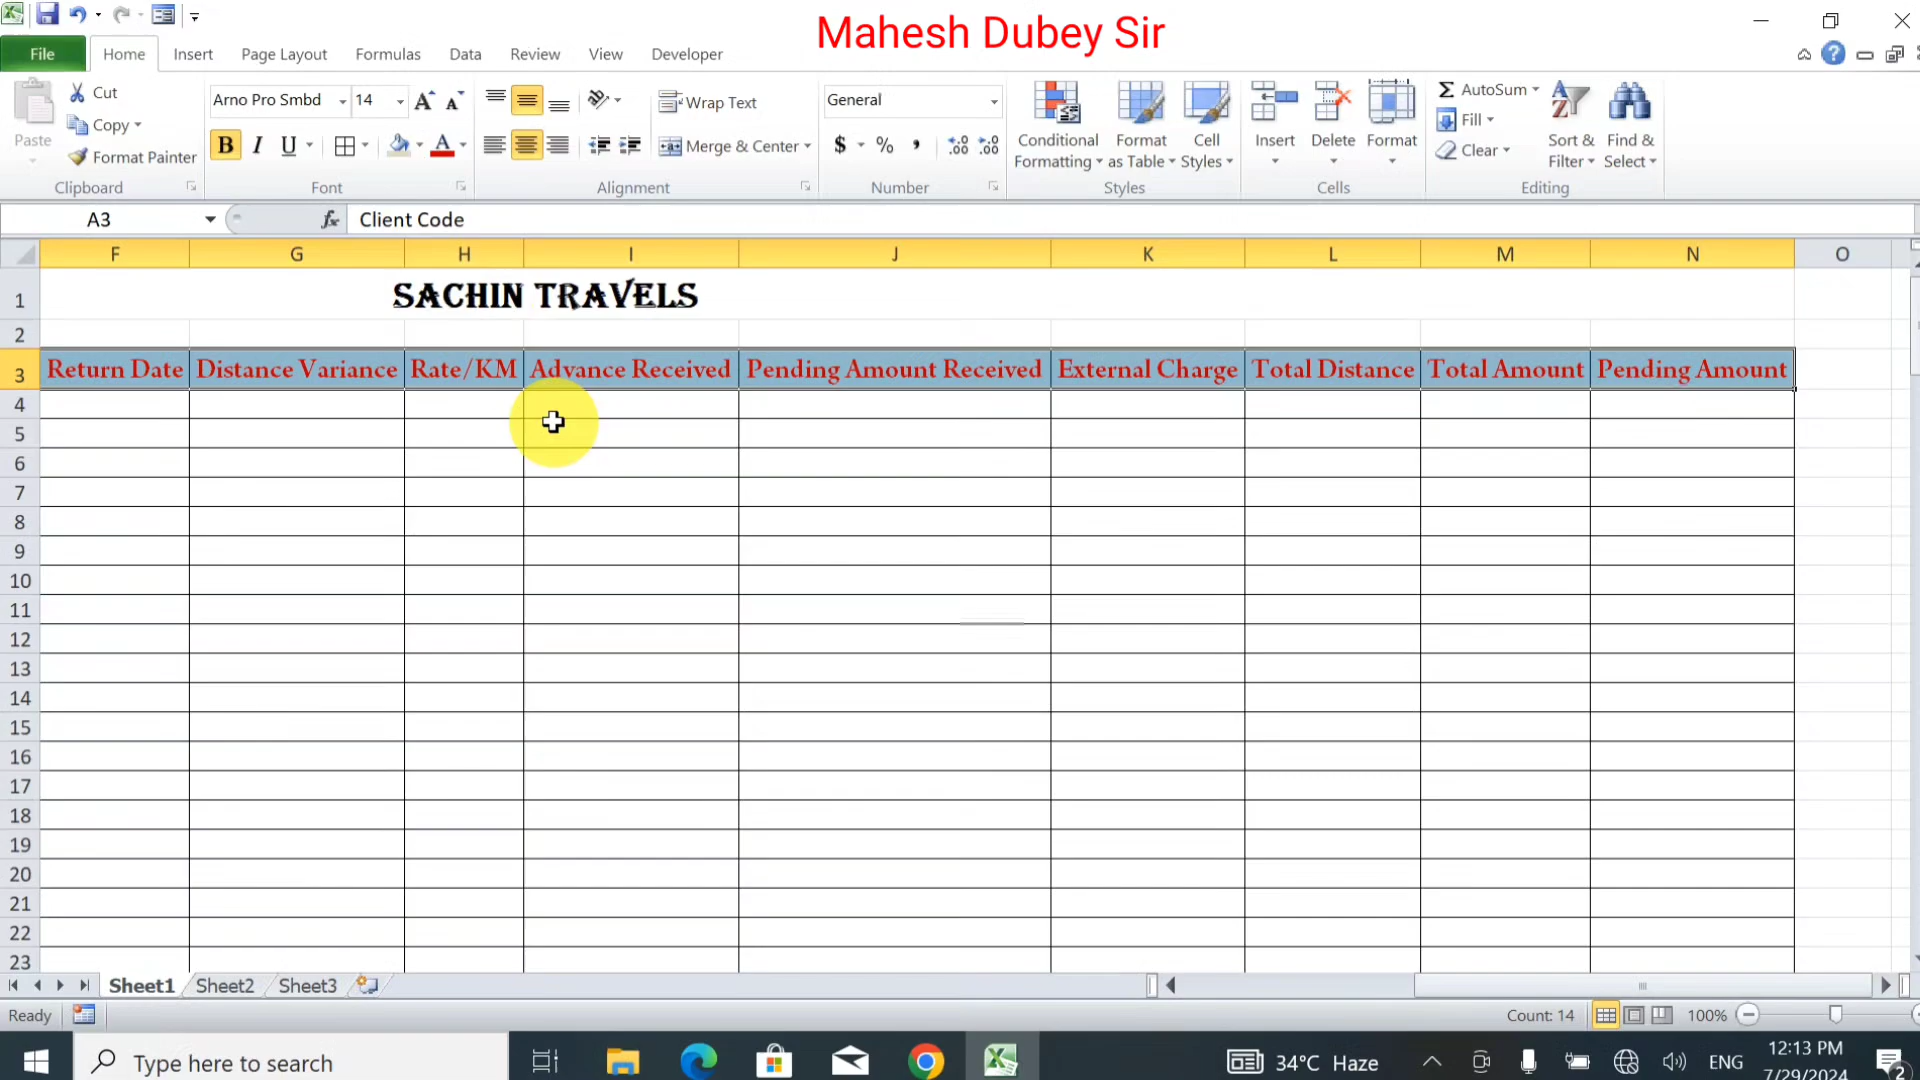 Mahesh Dubey Sir
File Home Insert Page Layout Formulas Data Review View Developer
Paste
Cut
Copy
Format Painter
Clipboard
Arno Pro Smbd 14
B I U
Font
Wrap Text
Merge & Center
Alignment
General
$ % ,
Number
Conditional Formatting
Format as Table
Cell Styles
Styles
Insert Delete Format
Cells
AutoSum
Fill
Clear
Sort & Filter
Find & Select
Editing
A3 fx Client Code
F G H I J K L M N O
1 SACHIN TRAVELS
2
3 Return Date Distance Variance Rate/KM Advance Received Pending Amount Received External Charge Total Distance Total Amount Pending Amount
4
5
6
7
8
9
10
11
12
13
14
15
16
17
18
19
20
21
22
23
Sheet1 Sheet2 Sheet3
Ready Count: 14 100%
Type here to search 34°C Haze ENG 12:13 PM
7/29/2024 2